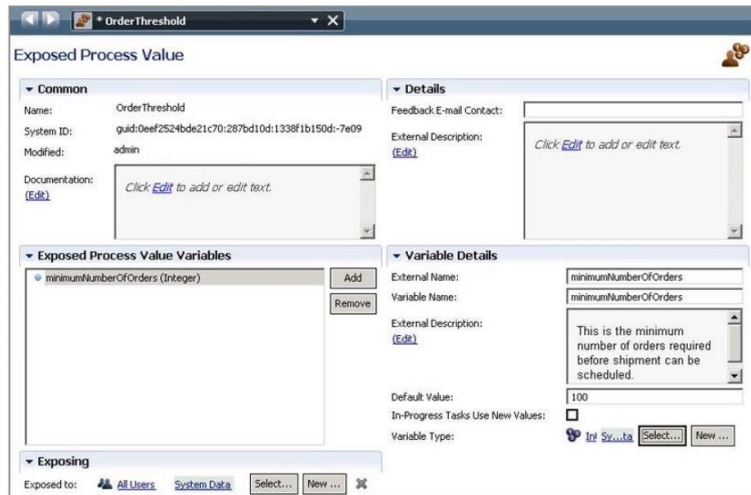 * OrderThreshold
Exposed Process Value
Common
Name: OrderThreshold
System ID: guid:0eef2524bde21c70:287bd10d:1338f1b150d:-7e09
Modified: admin
Documentation:
(Edit)
Click Edit to add or edit text.
Details
Feedback E-mail Contact:
External Description:
(Edit)
Click Edit to add or edit text.
Exposed Process Value Variables
minimumNumberOfOrders (Integer)
Add
Remove
Variable Details
External Name: minimumNumberOfOrders
Variable Name: minimumNumberOfOrders
External Description:
(Edit)
This is the minimum
number of orders required
before shipment can be
scheduled.
Default Value: 100
In-Progress Tasks Use New Values:
Variable Type: Sy...ta Select... New ...
Exposing
Exposed to: All Users System Data Select... New ...